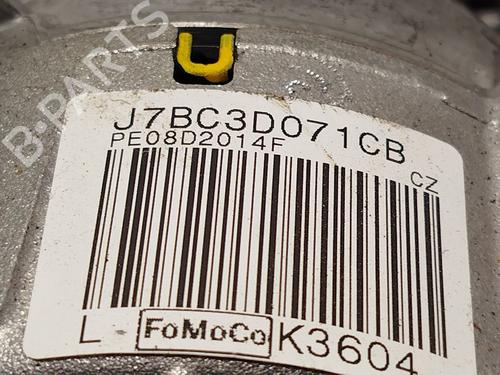 B-PARTS
J7BC3D071CB
PE08D2014F
CZ
L FoMoCo K3604